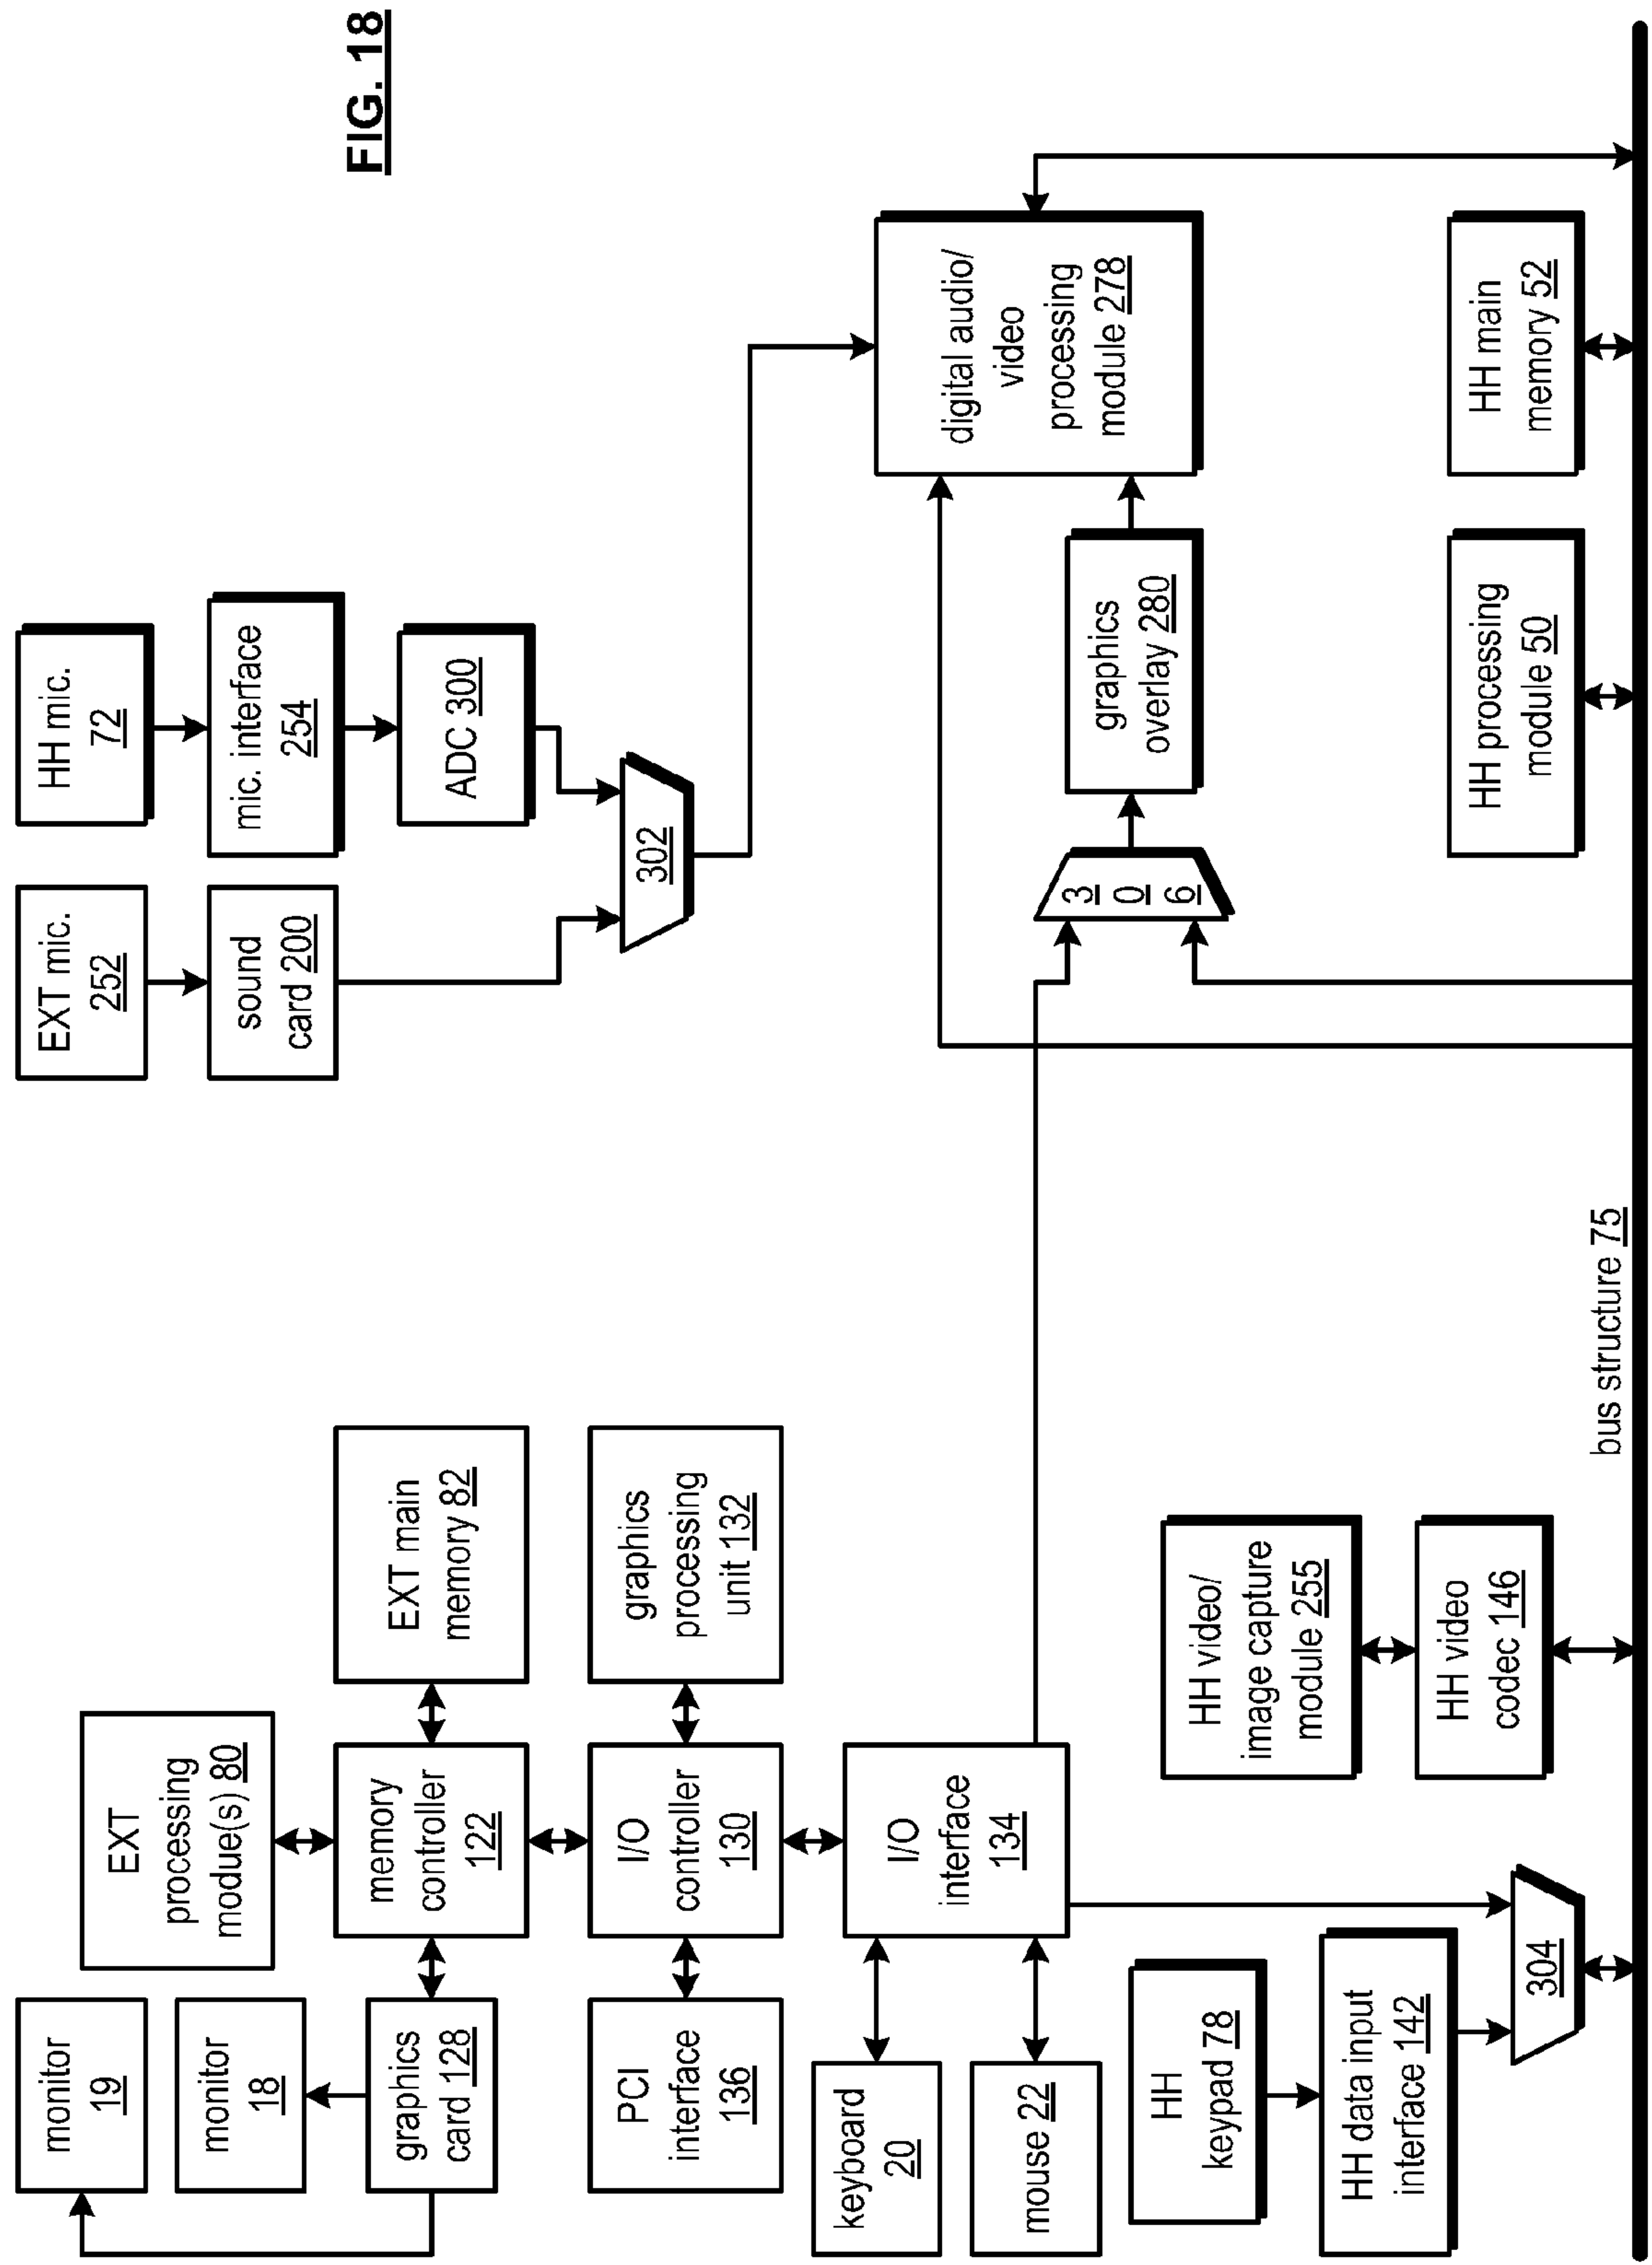 FIG. 18
EXT mic.
252
HH mic.
72
sound
card 200
mic. interface
254
ADC 300
302
monitor
19
monitor
18
EXT
processing
modue(s) 80
graphics
card 128
memory
controller
122
EXT main
memory 82
PCI
interface
136
I/O
controller
130
graphics
processing
unit 132
keyboard
20
mouse 22
I/O
interface
134
3
0
6
graphics
overlay 280
digital audio/
video
processing
module 278
HH
keypad 78
HH data input
interface 142
304
HH video/
image capture
module 255
HH video
codec 146
HH processing
module 50
HH main
memory 52
bus structure 75